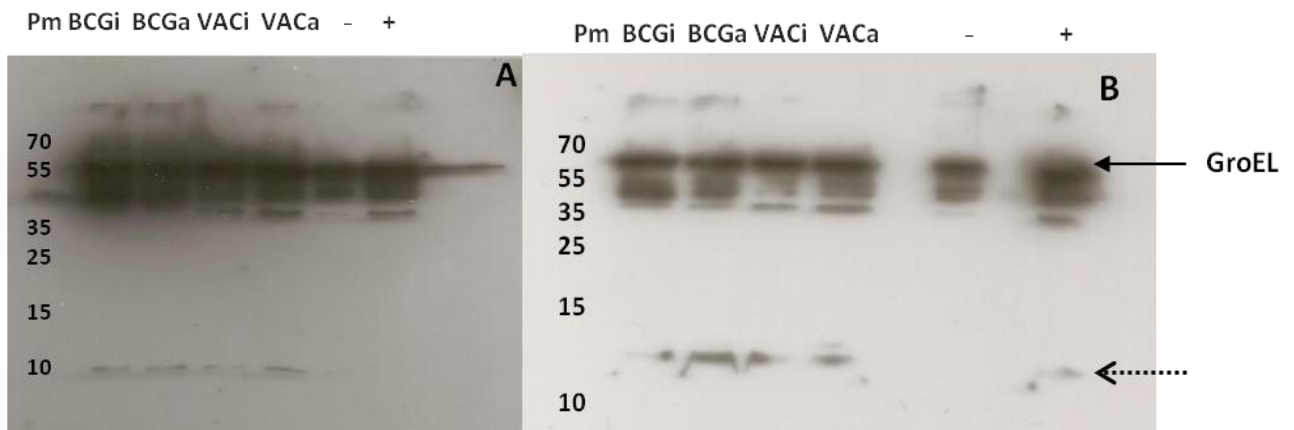 Pm BCGi BCGa VACi VACa - +
A
70
55
35
25
15
10
Pm BCGi BCGa VACi VACa - +
B
70
55
35
25
15
10
GroEL